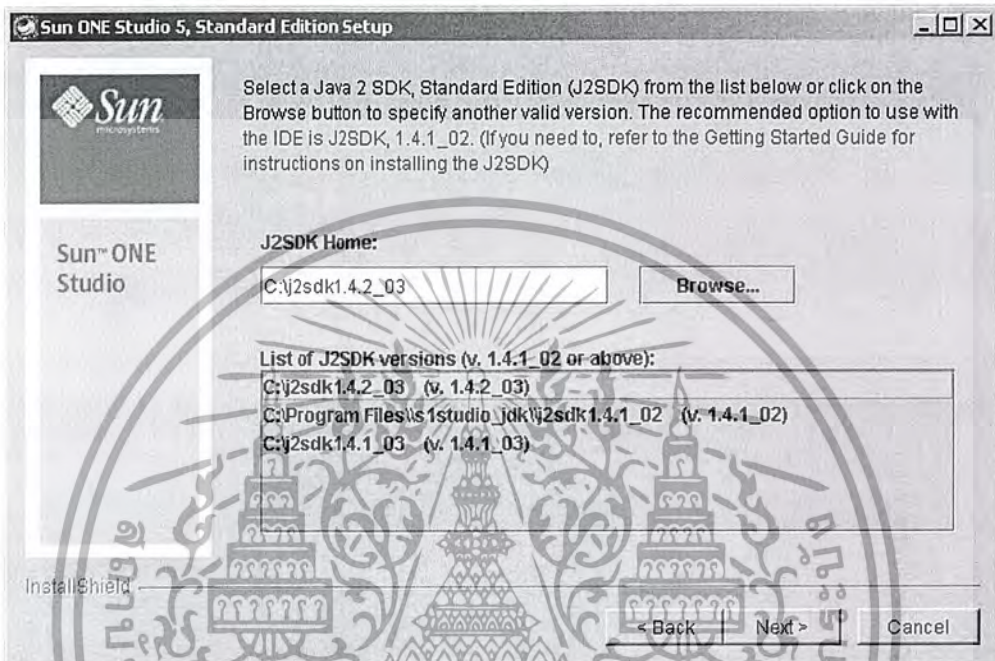 Sun ONE Studio 5, Standard Edition Setup
Sun
microsystems
Select a Java 2 SDK, Standard Edition (J2SDK) from the list below or click on the
Browse button to specify another valid version. The recommended option to use with
the IDE is J2SDK, 1.4.1_02. (If you need to, refer to the Getting Started Guide for
instructions on installing the J2SDK)
Sun™ ONE
Studio
J2SDK Home:
C:\j2sdk1.4.2_03
Browse...
List of J2SDK versions (v. 1.4.1_02 or above):
C:\j2sdk1.4.2_03 (v. 1.4.2_03)
C:\Program Files\\s1studio_jdk\\j2sdk1.4.1_02 (v. 1.4.1_02)
C:\j2sdk1.4.1_03 (v. 1.4.1_03)
InstallShield
< Back
Next >
Cancel